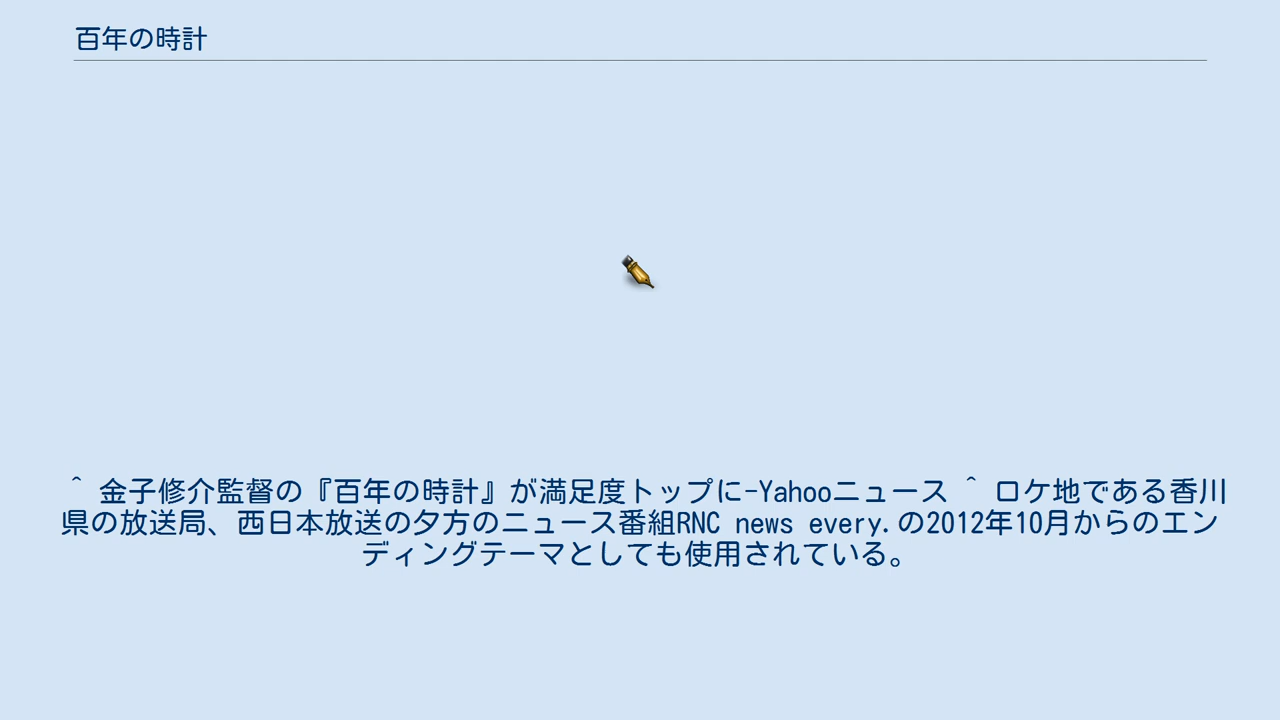 百年の時計
^ 金子修介監督の『百年の時計』が満足度トップに-Yahooニュース ^ ロケ地である香川
県の放送局、西日本放送の夕方のニュース番組RNC news every.の2012年10月からのエン
ディングテーマとしても使用されている。